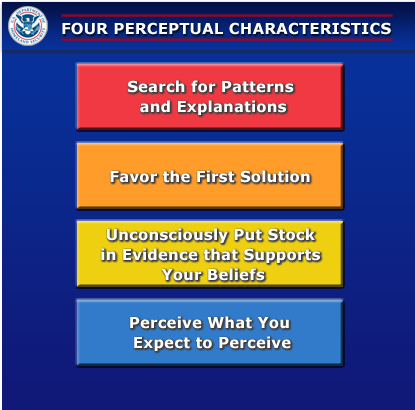 FOUR PERCEPTUAL CHARACTERISTICS
Search for Patterns
and Explanations
Favor the First Solution
Unconsciously Put Stock
in Evidence that Supports
Your Beliefs
Perceive What You
Expect to Perceive